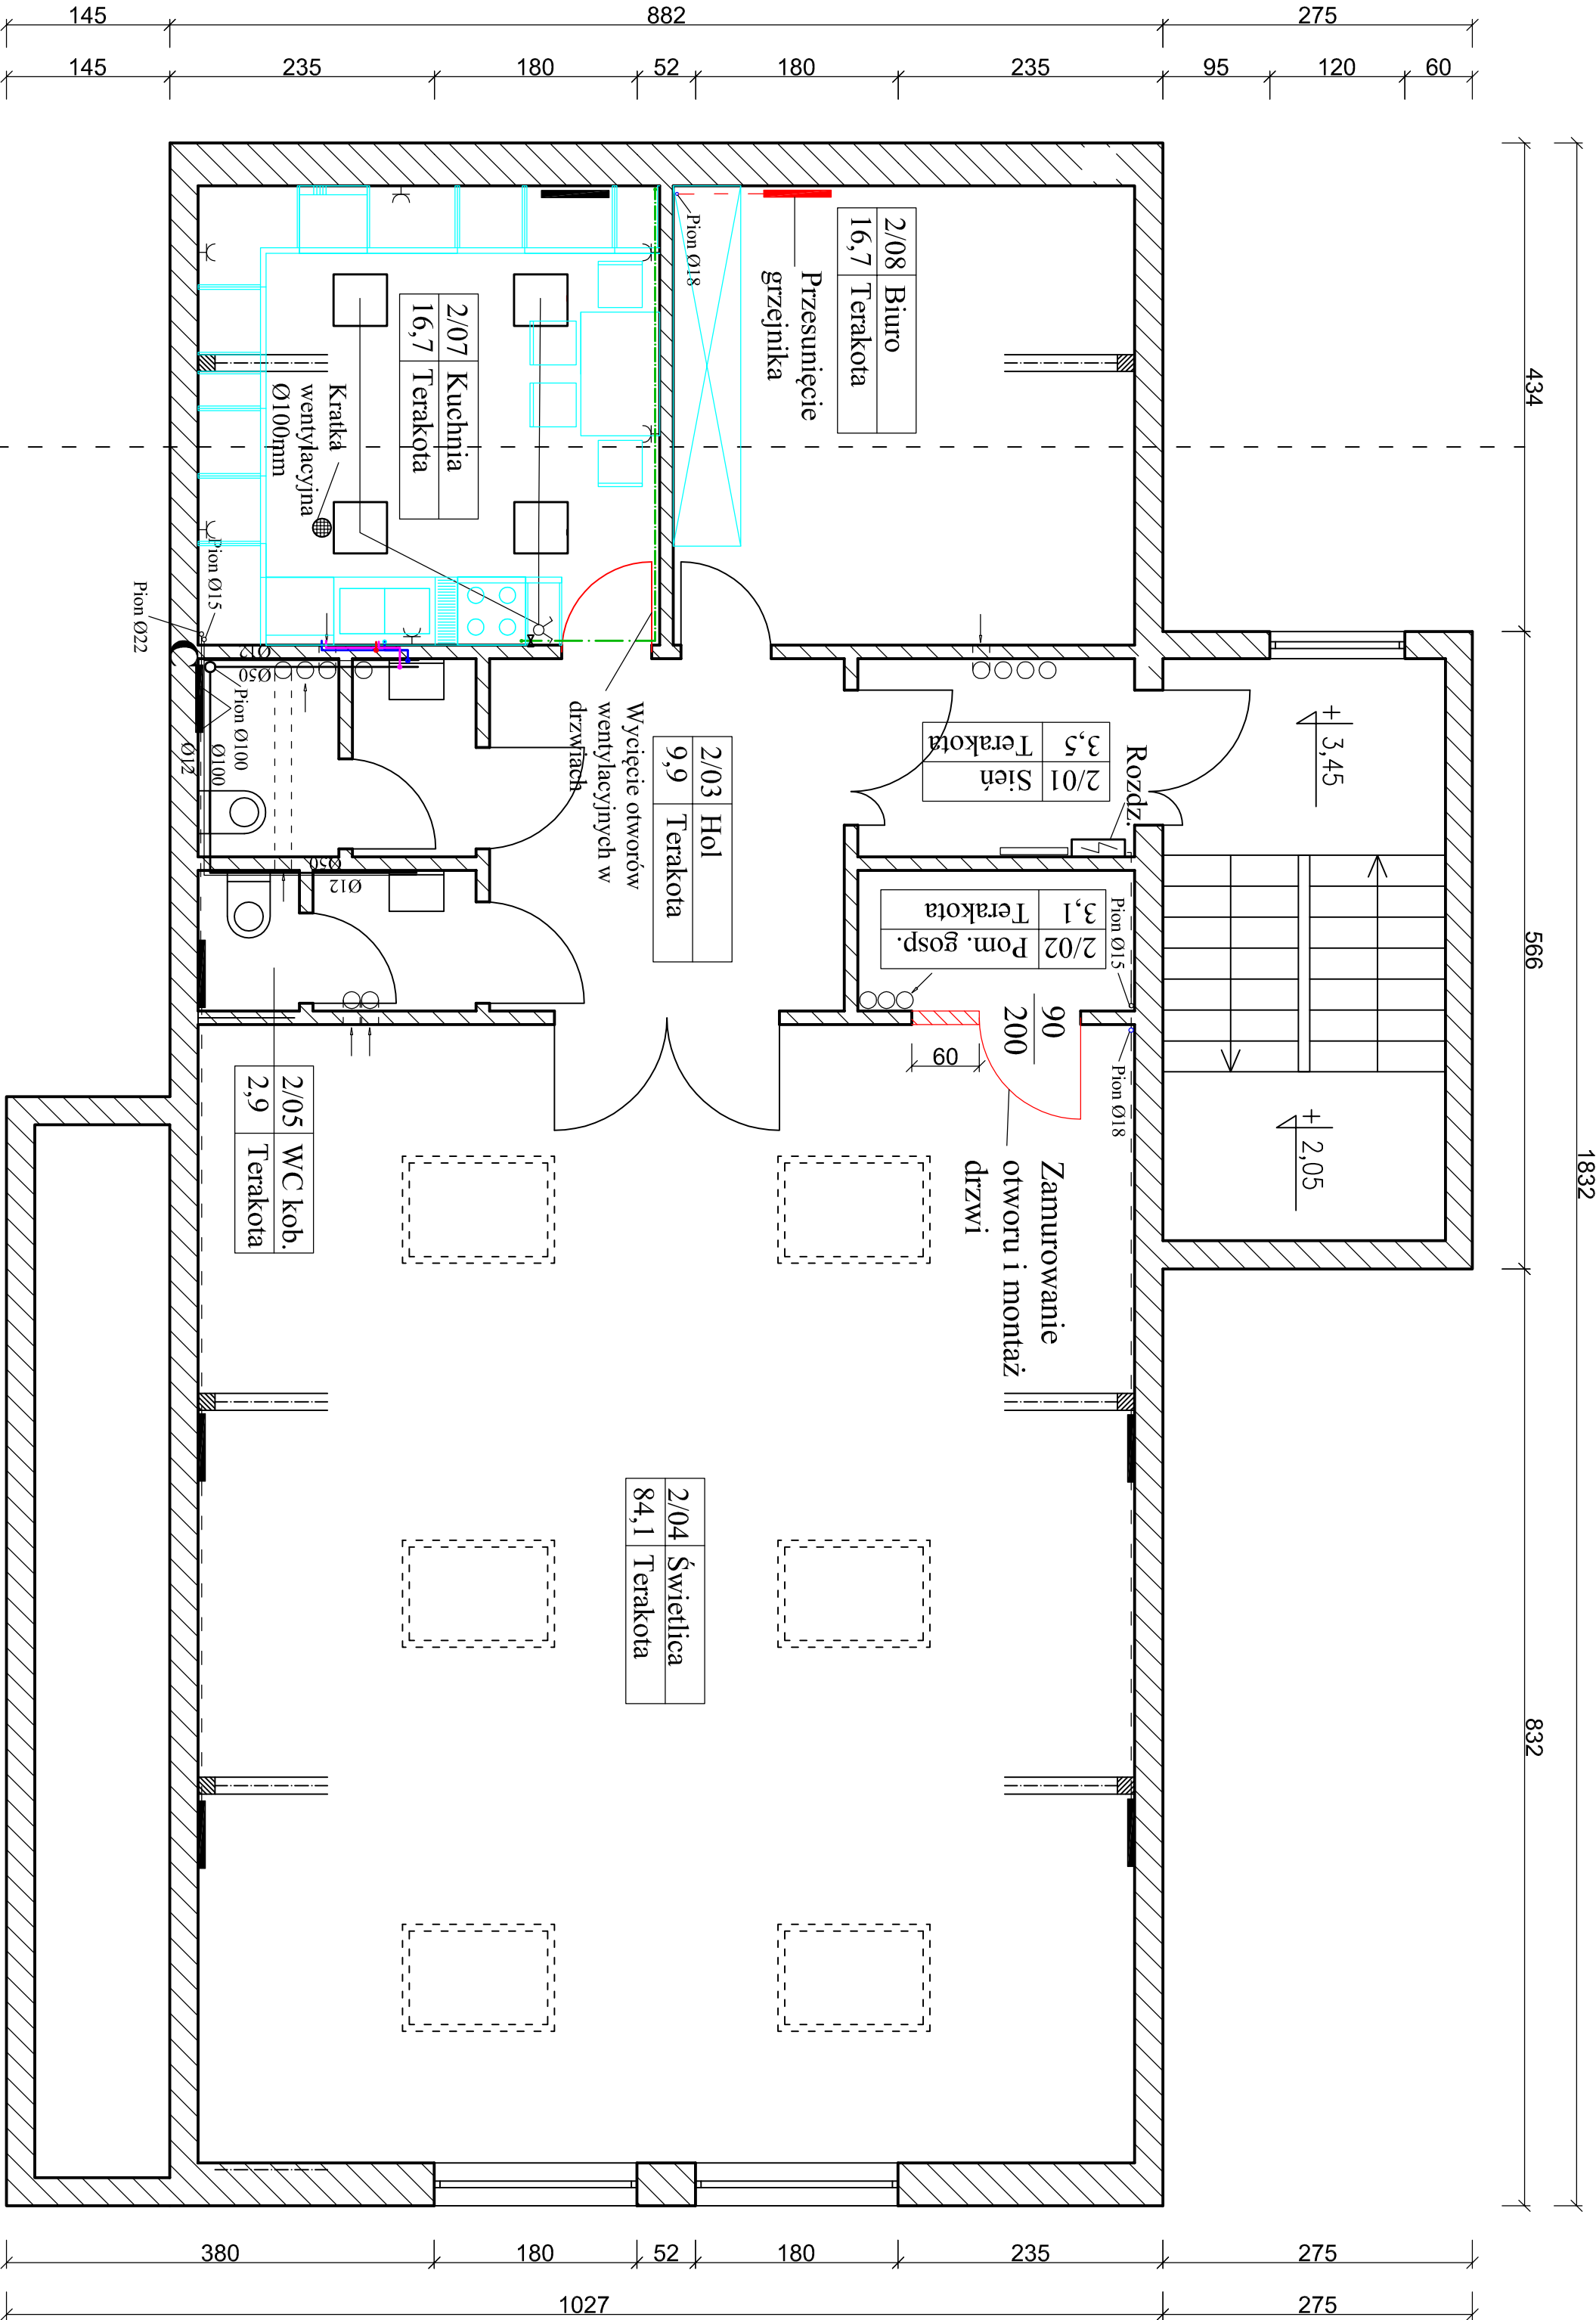 145
882
275
145
235
180
52
180
235
95
120
60
434
566
832
1832
2/08 Biuro
16,7 Terakota
Przesunięcie
grzejnika
Pion Ø18
2/07 Kuchnia
16,7 Terakota
Kratka
wentylacyjna
Ø100mm
Pion Ø15
Pion Ø22
Ø12
Ø50
Pion Ø100
Ø100
Ø12
Ø50
Ø12
Wycięcie otworów
wentylacyjnych w
drzwiach
2/03 Hol
9,9 Terakota
2/01 Sień
3,5 Terakota
Rozdz.
+ 3,45
2/02 Pom. gosp.
3,1 Terakota
Pion Ø15
Pion Ø18
90
200
60
+ 2,05
Zamurowanie
otworu i montaż
drzwi
2/05 WC kob.
2,9 Terakota
2/04 Świetlica
84,1 Terakota
380
180
52
180
235
275
1027
275